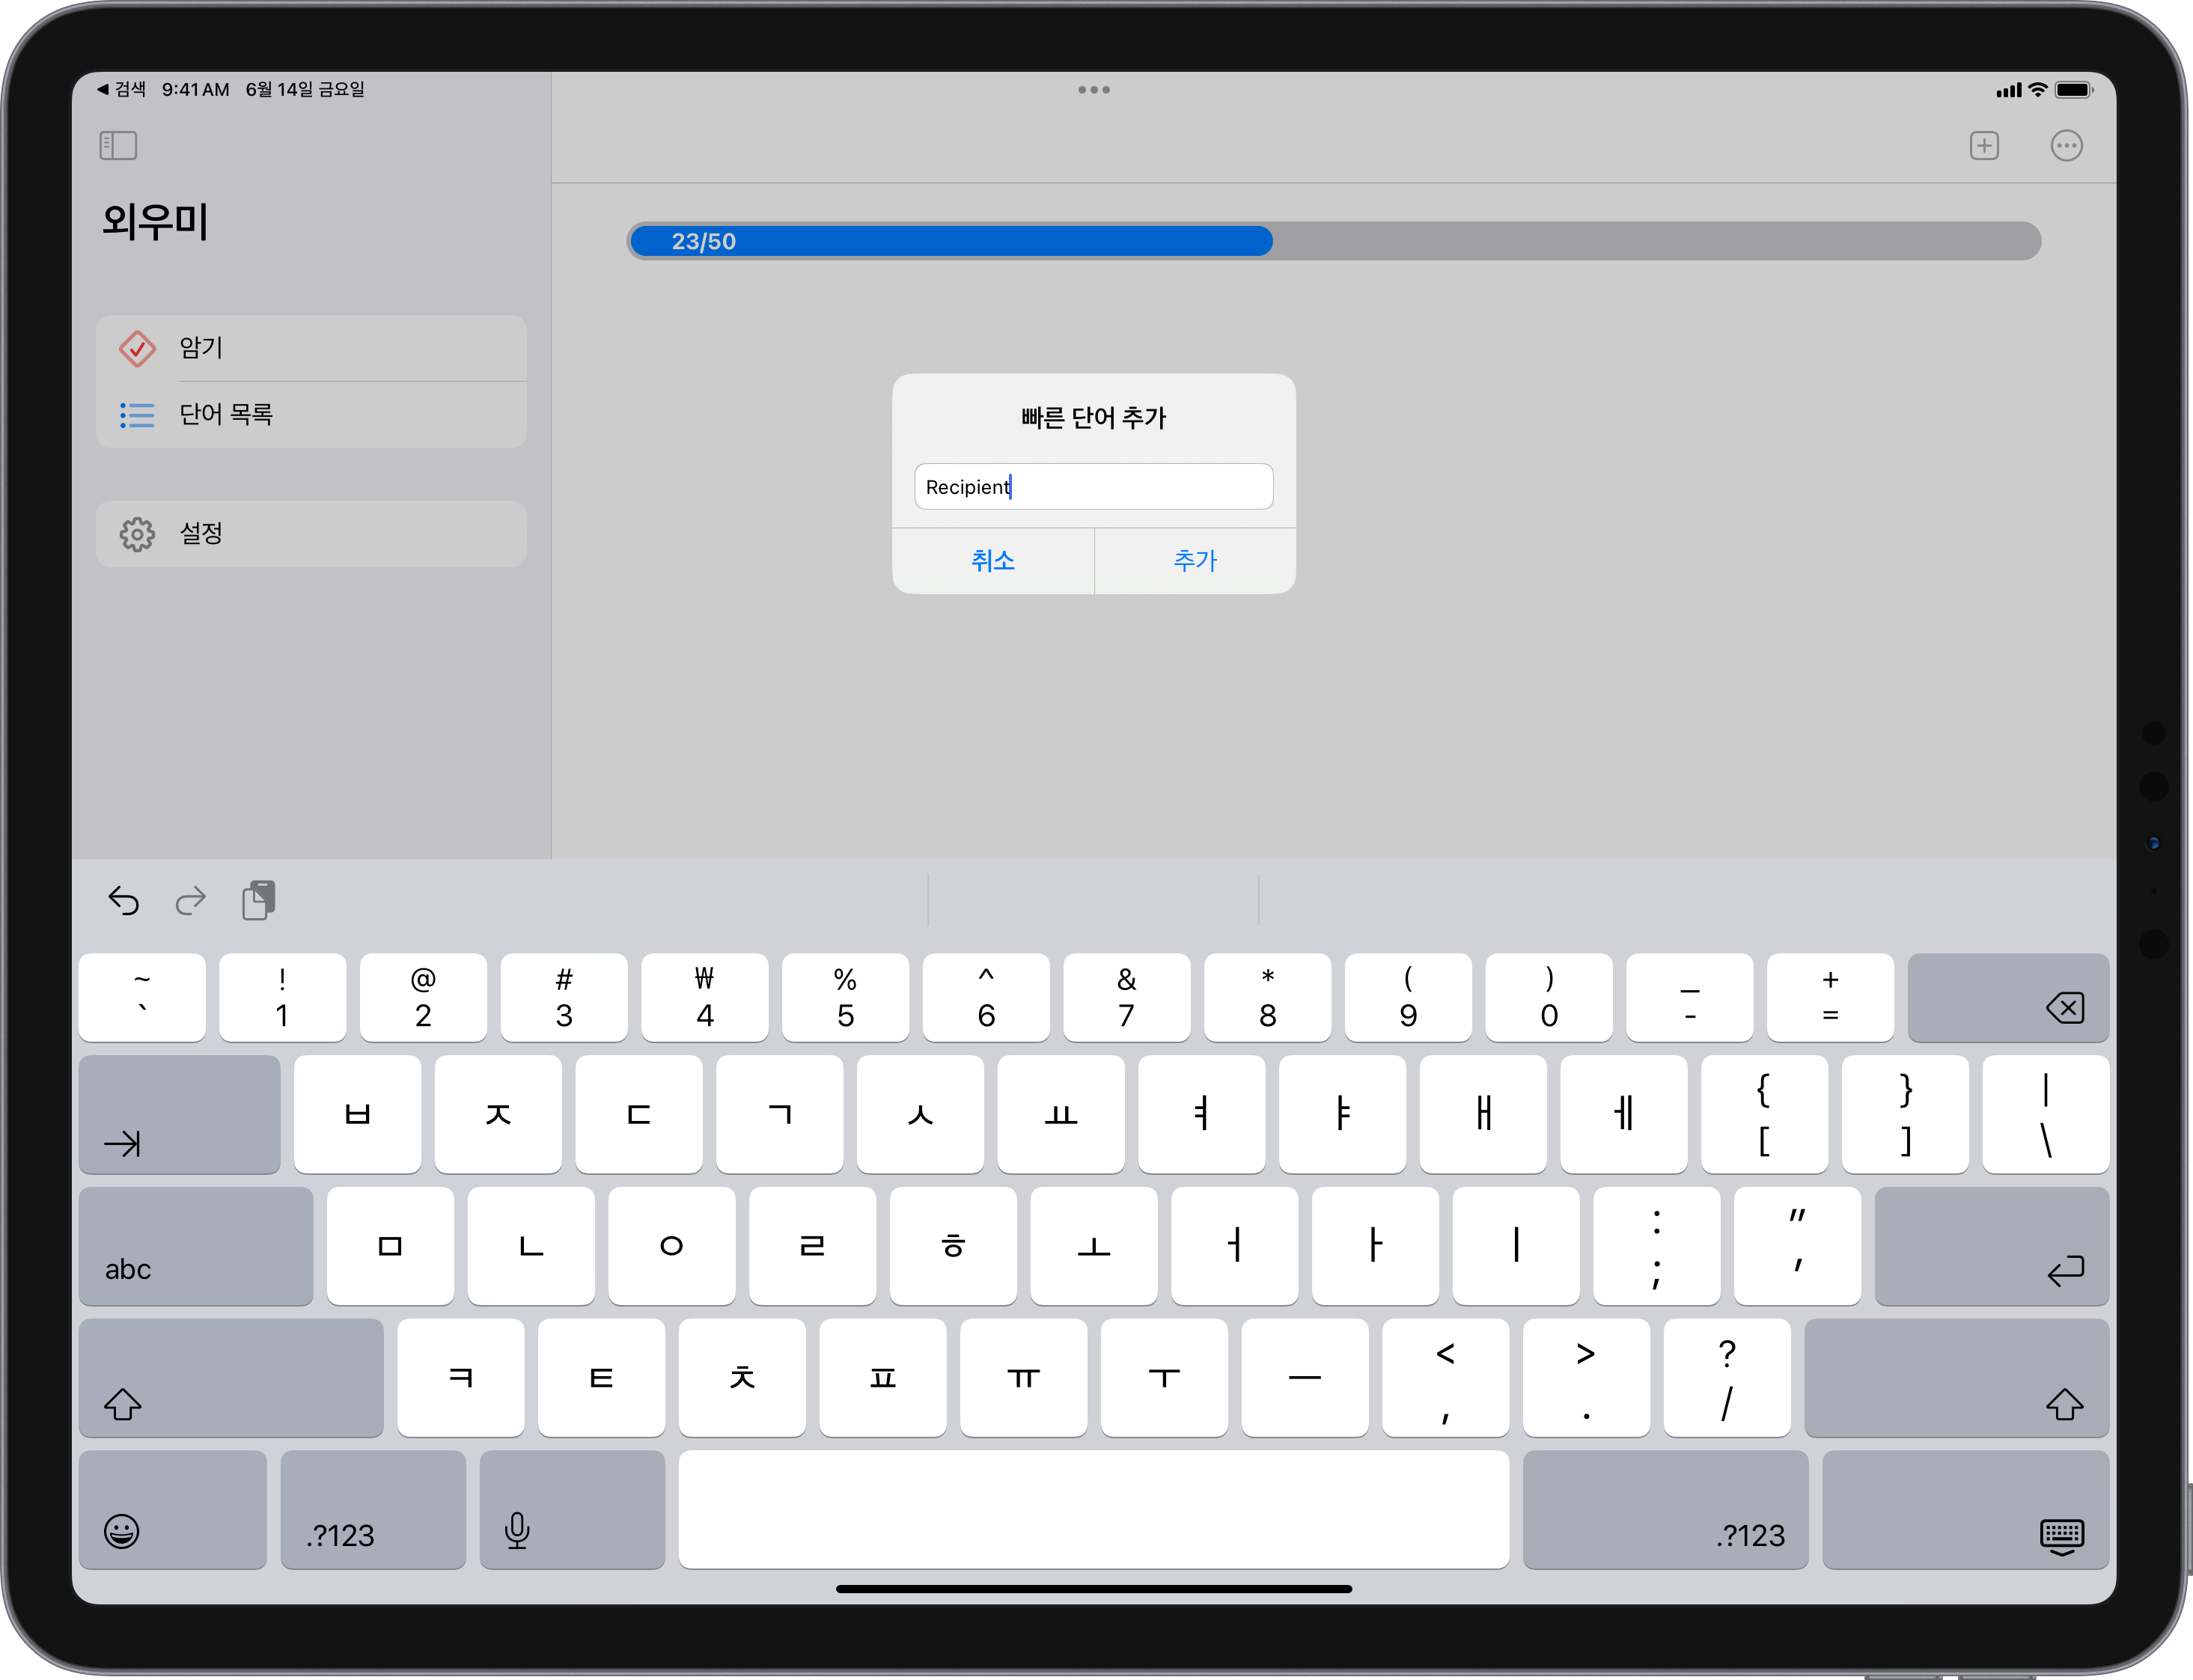 ◀ 검색 9:41 AM 6월 14일 금요일
외우미
암기
단어 목록
설정
23/50
빠른 단어 추가
Recipient
취소 추가
~ ! @ # ₩ % ^ & * ( ) _ +
` 1 2 3 4 5 6 7 8 9 0 - =
ㅂ ㅈ ㄷ ㄱ ㅅ ㅛ ㅕ ㅑ ㅐ ㅔ { } |
[ ] \
abc ㅁ ㄴ ㅇ ㄹ ㅎ ㅗ ㅓ ㅏ ㅣ : "
; '
ㅋ ㅌ ㅊ ㅍ ㅠ ㅜ ㅡ < > ?
, . /
.?123 .?123